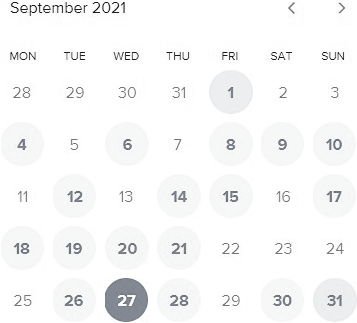 September 2021
MON TUE WED THU FRI SAT SUN
28 29 30 31 1 2 3
4 5 6 7 8 9 10
11 12 13 14 15 16 17
18 19 20 21 22 23 24
25 26 27 28 29 30 31